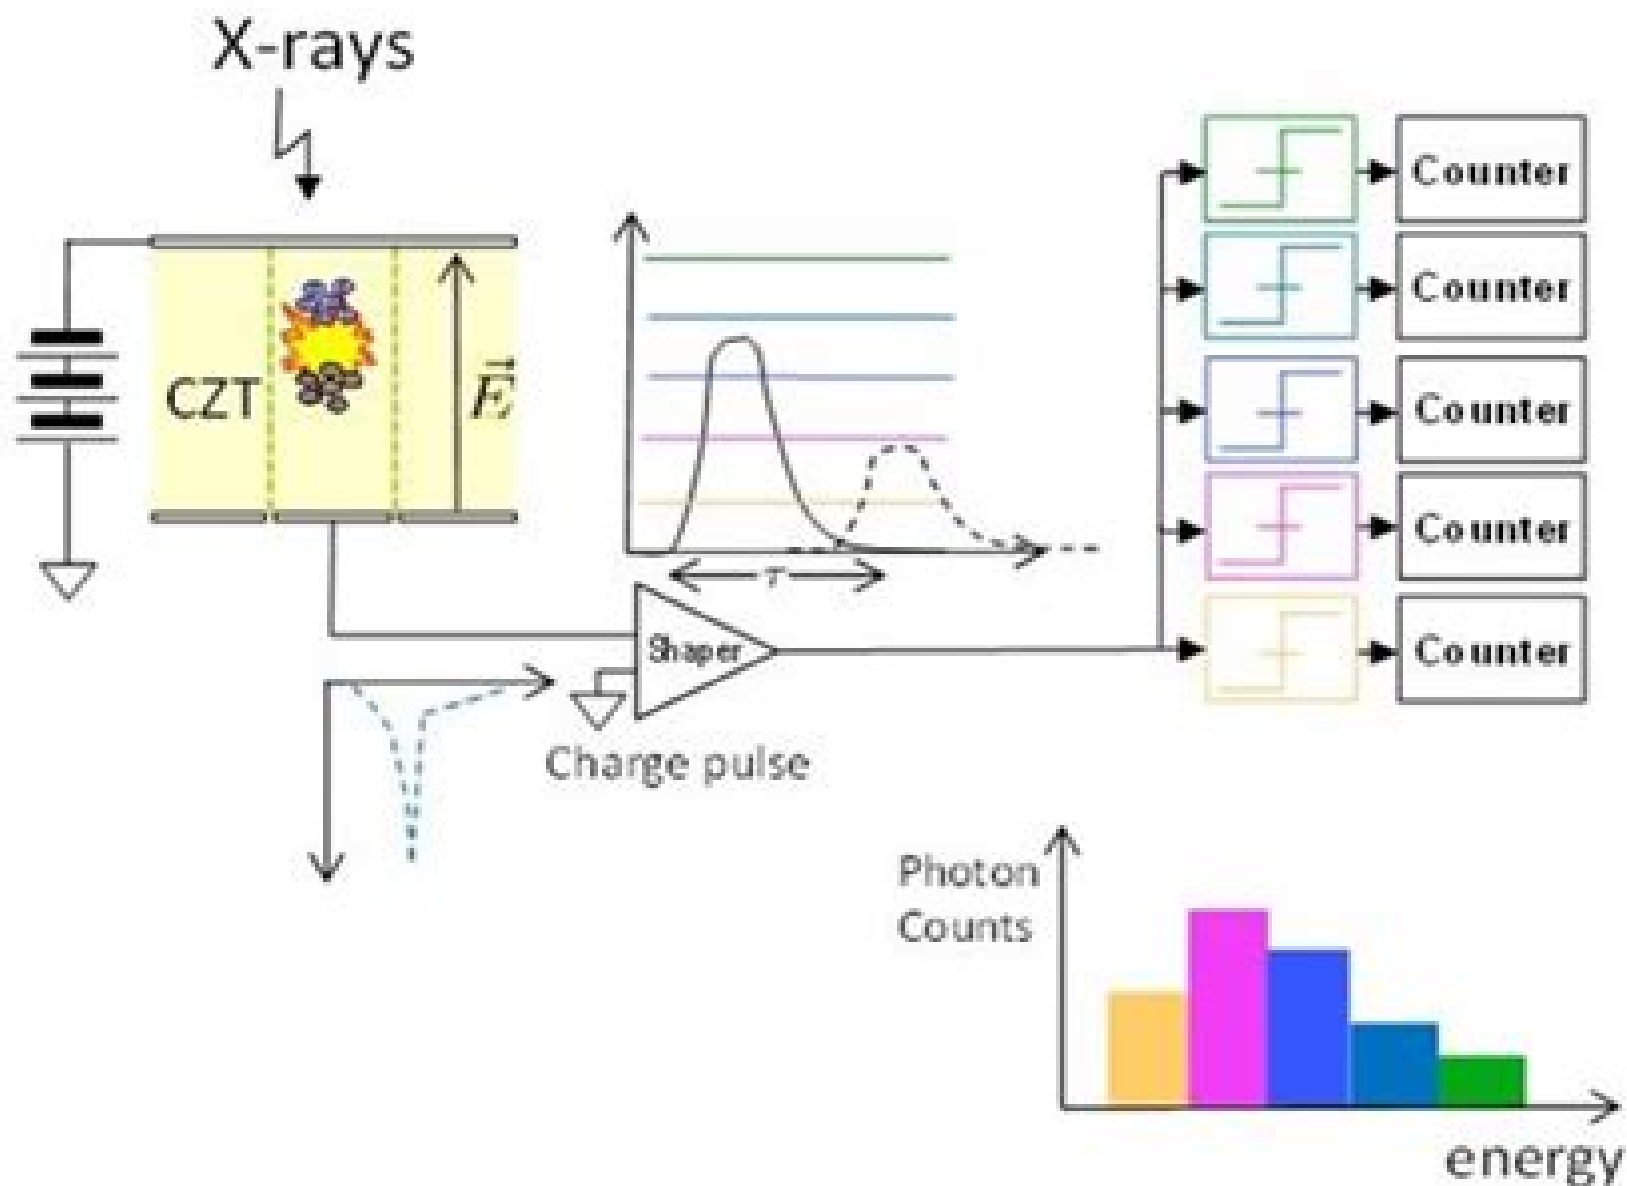 X-rays
CZT
E
τ
Shaper
Charge pulse
Counter
Counter
Counter
Counter
Counter
Photon
Counts
energy